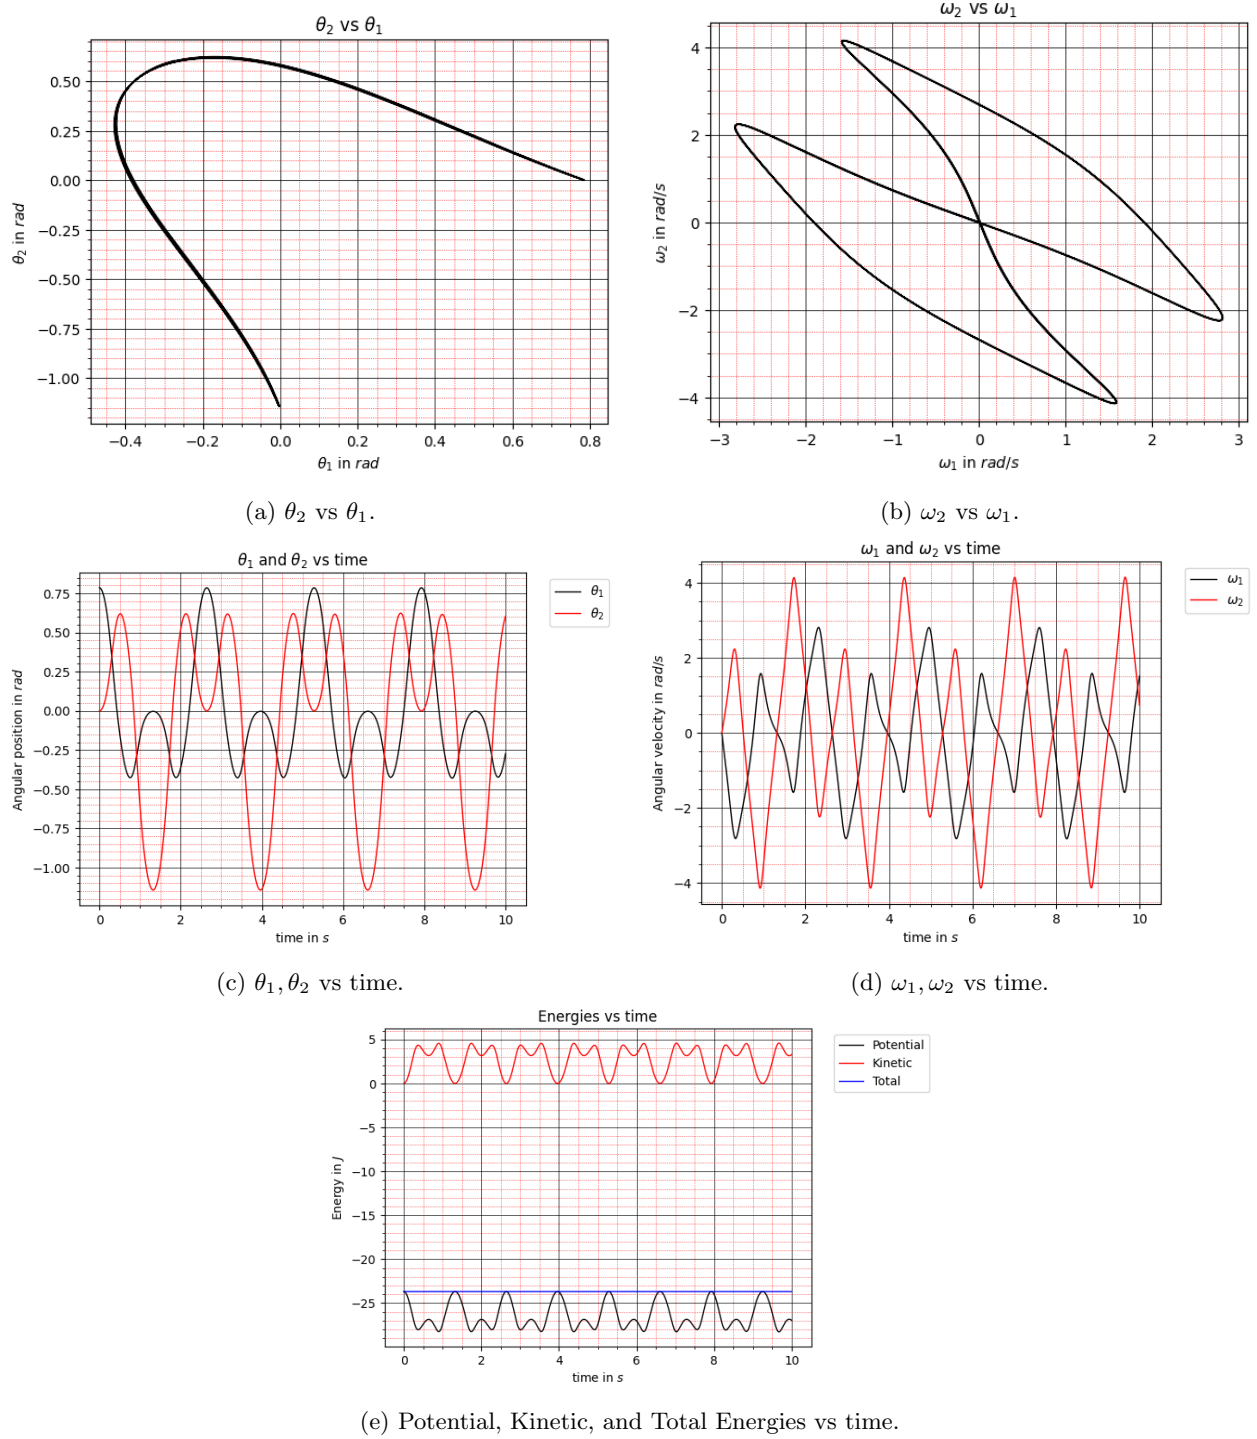 θ₂ vs θ₁
0.50
0.25
0.00
−0.25
−0.50
−0.75
−1.00
θ₂ in rad
−0.4 −0.2 0.0 0.2 0.4 0.6 0.8
θ₁ in rad
(a) θ₂ vs θ₁.
ω₂ vs ω₁
4
2
0
−2
−4
ω₂ in rad/s
−3 −2 −1 0 1 2 3
ω₁ in rad/s
(b) ω₂ vs ω₁.
θ₁ and θ₂ vs time
0.75
0.50
0.25
0.00
−0.25
−0.50
−0.75
−1.00
Angular position in rad
0 2 4 6 8 10
time in s
θ₁
θ₂
(c) θ₁, θ₂ vs time.
ω₁ and ω₂ vs time
4
2
0
−2
−4
Angular velocity in rad/s
0 2 4 6 8 10
time in s
ω₁
ω₂
(d) ω₁, ω₂ vs time.
Energies vs time
5
0
−5
−10
−15
−20
−25
Energy in J
0 2 4 6 8 10
time in s
Potential
Kinetic
Total
(e) Potential, Kinetic, and Total Energies vs time.